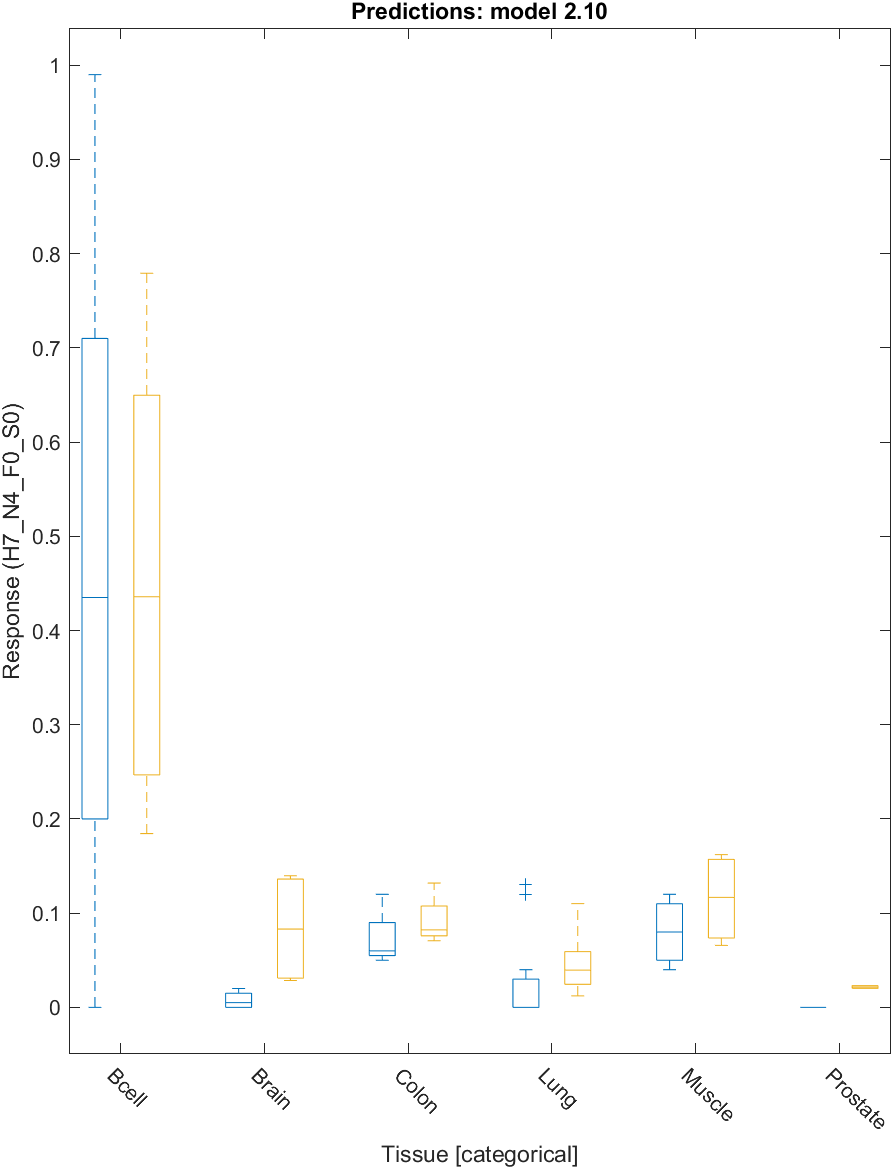 Predictions: model 2.10
Response (H7_N4_F0_S0)
1
0.9
0.8
0.7
0.6
0.5
0.4
0.3
0.2
0.1
0
Bcell
Brain
Colon
Lung
Muscle
Prostate
Tissue [categorical]